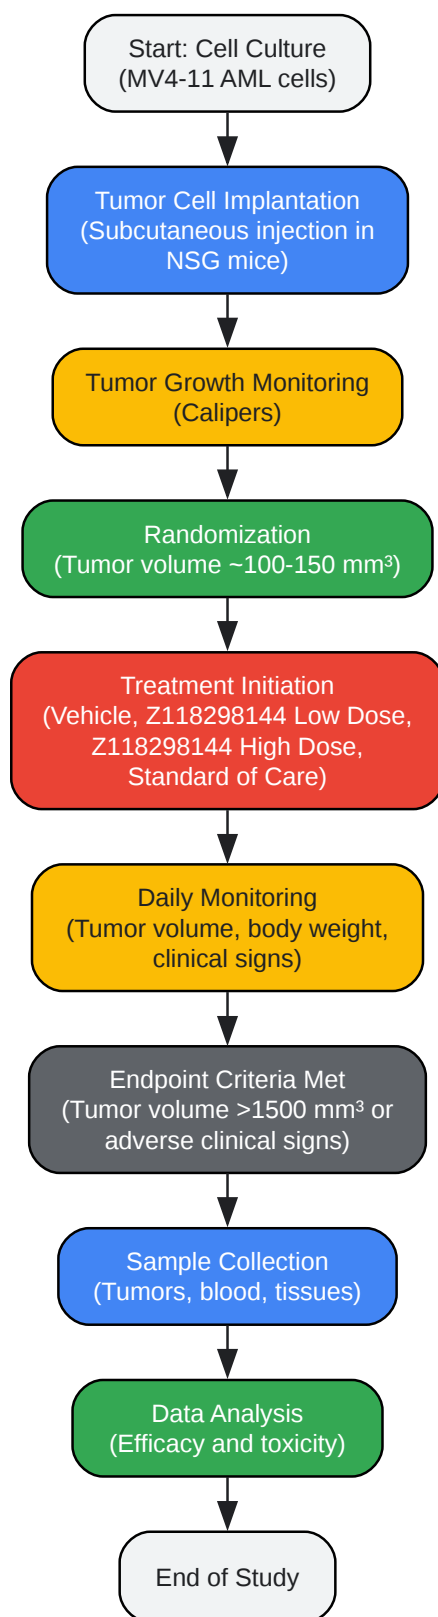 Start: Cell Culture
(MV4-11 AML cells)
Tumor Cell Implantation
(Subcutaneous injection in
NSG mice)
Tumor Growth Monitoring
(Calipers)
Randomization
(Tumor volume ~100-150 mm³)
Treatment Initiation
(Vehicle, Z118298144 Low Dose,
Z118298144 High Dose,
Standard of Care)
Daily Monitoring
(Tumor volume, body weight,
clinical signs)
Endpoint Criteria Met
(Tumor volume >1500 mm³ or
adverse clinical signs)
Sample Collection
(Tumors, blood, tissues)
Data Analysis
(Efficacy and toxicity)
End of Study